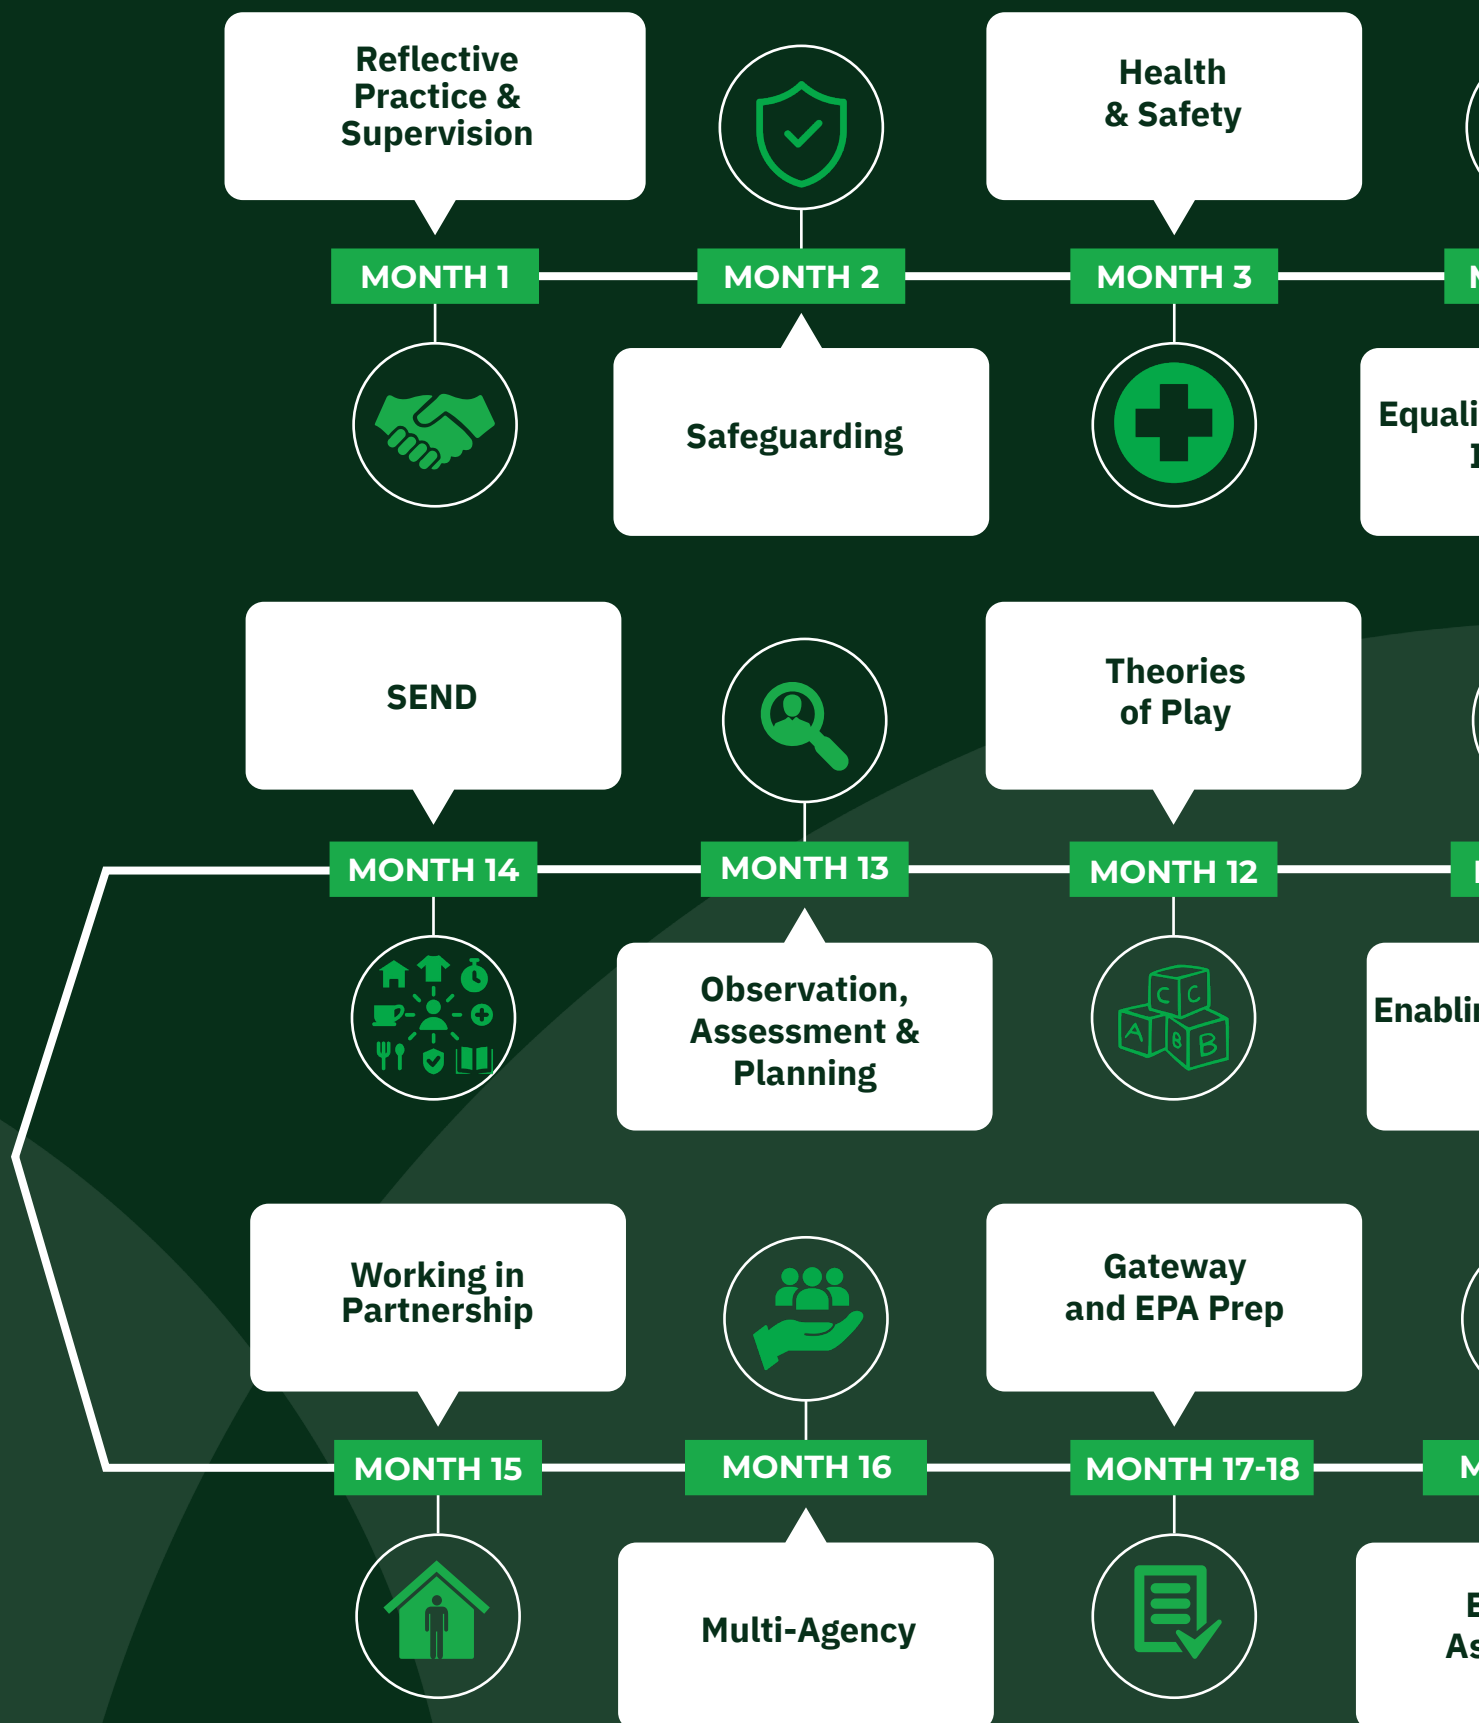 Reflective
Practice &
Supervision
Health
& Safety
MONTH 1
MONTH 2
MONTH 3
Safeguarding
SEND
Theories
of Play
MONTH 14
MONTH 13
MONTH 12
Observation,
Assessment &
Planning
Working in
Partnership
Gateway
and EPA Prep
MONTH 15
MONTH 16
MONTH 17-18
Multi-Agency